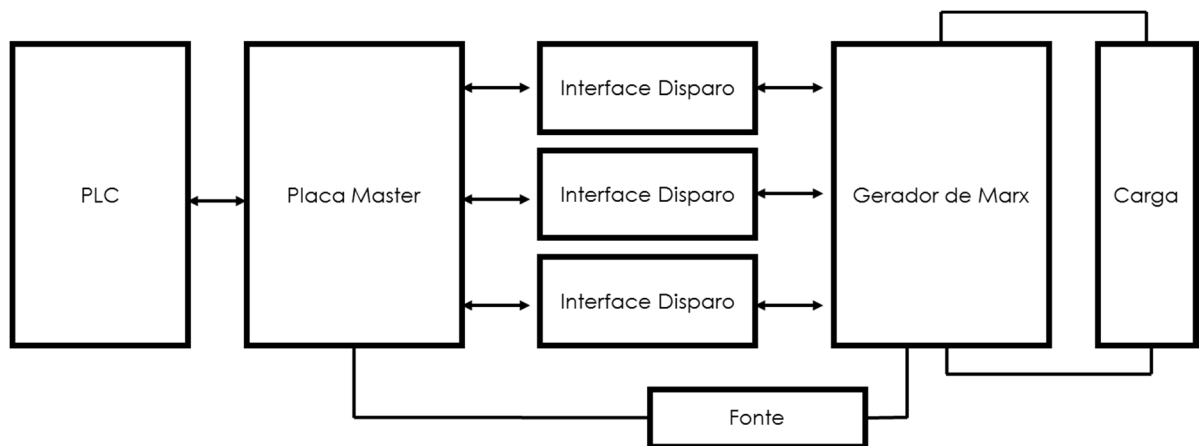 PLC
Placa Master
Interface Disparo
Interface Disparo
Interface Disparo
Gerador de Marx
Carga
Fonte